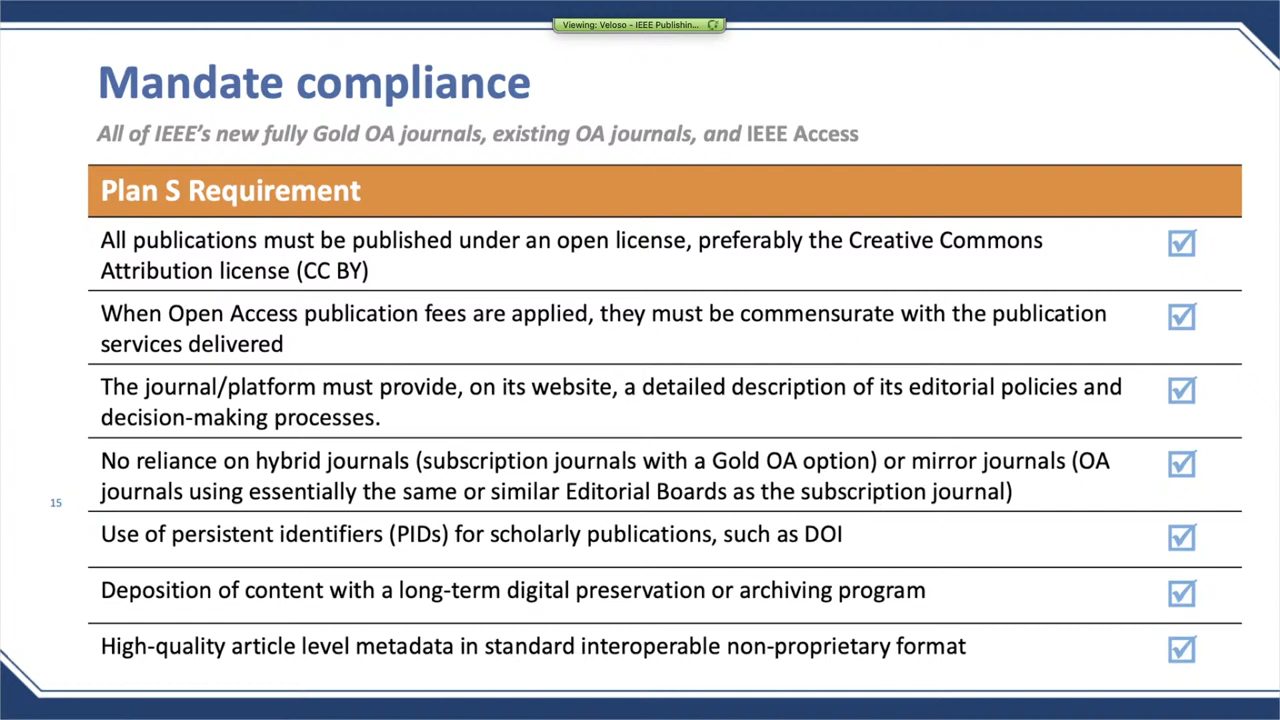 Viewing: Veloso - IEEE Publishin...
Mandate compliance
All of IEEE's new fully Gold OA journals, existing OA journals, and IEEE Access
Plan S Requirement
All publications must be published under an open license, preferably the Creative Commons
Attribution license (CC BY)
When Open Access publication fees are applied, they must be commensurate with the publication
services delivered
The journal/platform must provide, on its website, a detailed description of its editorial policies and
decision-making processes.
No reliance on hybrid journals (subscription journals with a Gold OA option) or mirror journals (OA
journals using essentially the same or similar Editorial Boards as the subscription journal)
15
Use of persistent identifiers (PIDs) for scholarly publications, such as DOI
Deposition of content with a long-term digital preservation or archiving program
High-quality article level metadata in standard interoperable non-proprietary format